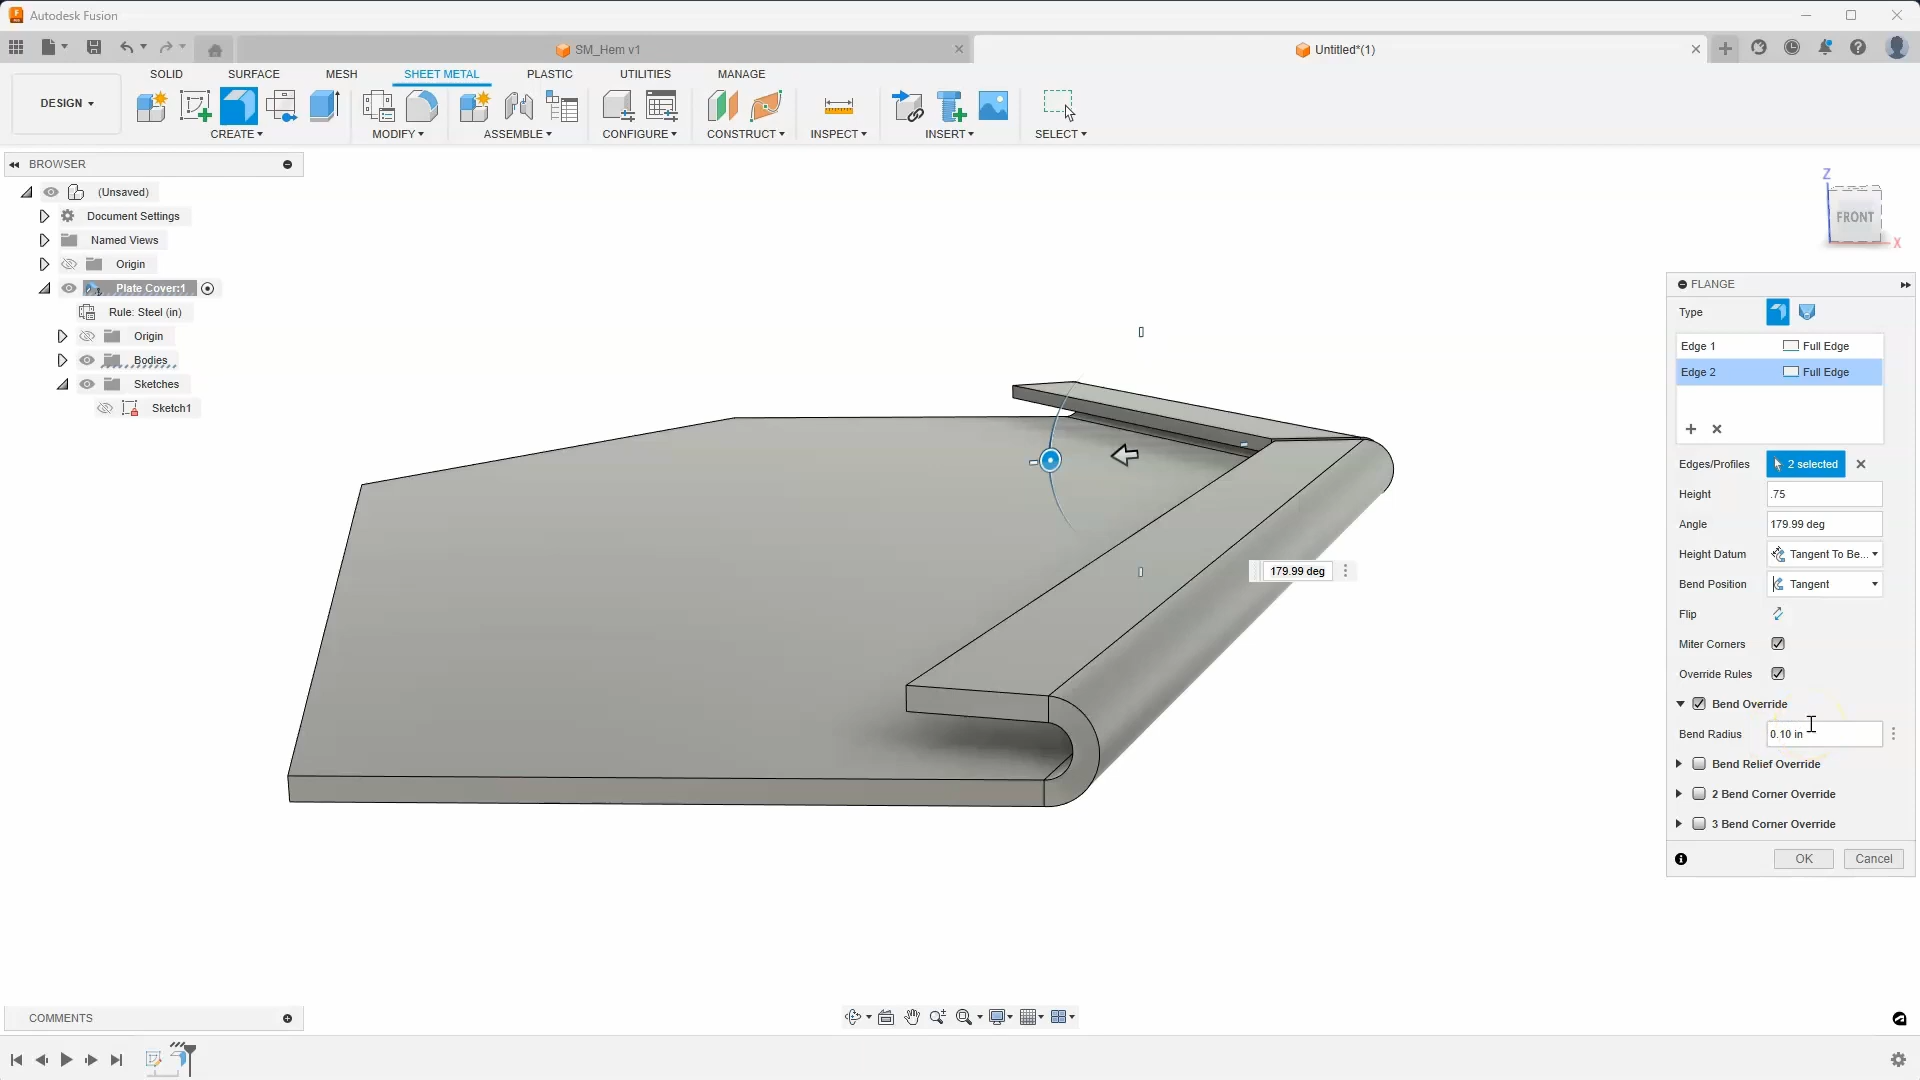 Autodesk Fusion
SM_Hem v1
Untitled*(1)
DESIGN
SOLID SURFACE MESH SHEET METAL PLASTIC UTILITIES MANAGE
CREATE MODIFY ASSEMBLE CONFIGURE CONSTRUCT INSPECT INSERT SELECT
BROWSER
(Unsaved)
Document Settings
Named Views
Origin
Plate Cover:1
Rule: Steel (in)
Origin
Bodies
Sketches
Sketch1
Z
FRONT
X
179.99 deg
FLANGE
Type
Edge 1 Full Edge
Edge 2 Full Edge
Edges/Profiles 2 selected
Height .75
Angle 179.99 deg
Height Datum Tangent To Be...
Bend Position Tangent
Flip
Miter Corners
Override Rules
Bend Override
Bend Radius 0.10 in
Bend Relief Override
2 Bend Corner Override
3 Bend Corner Override
OK Cancel
COMMENTS